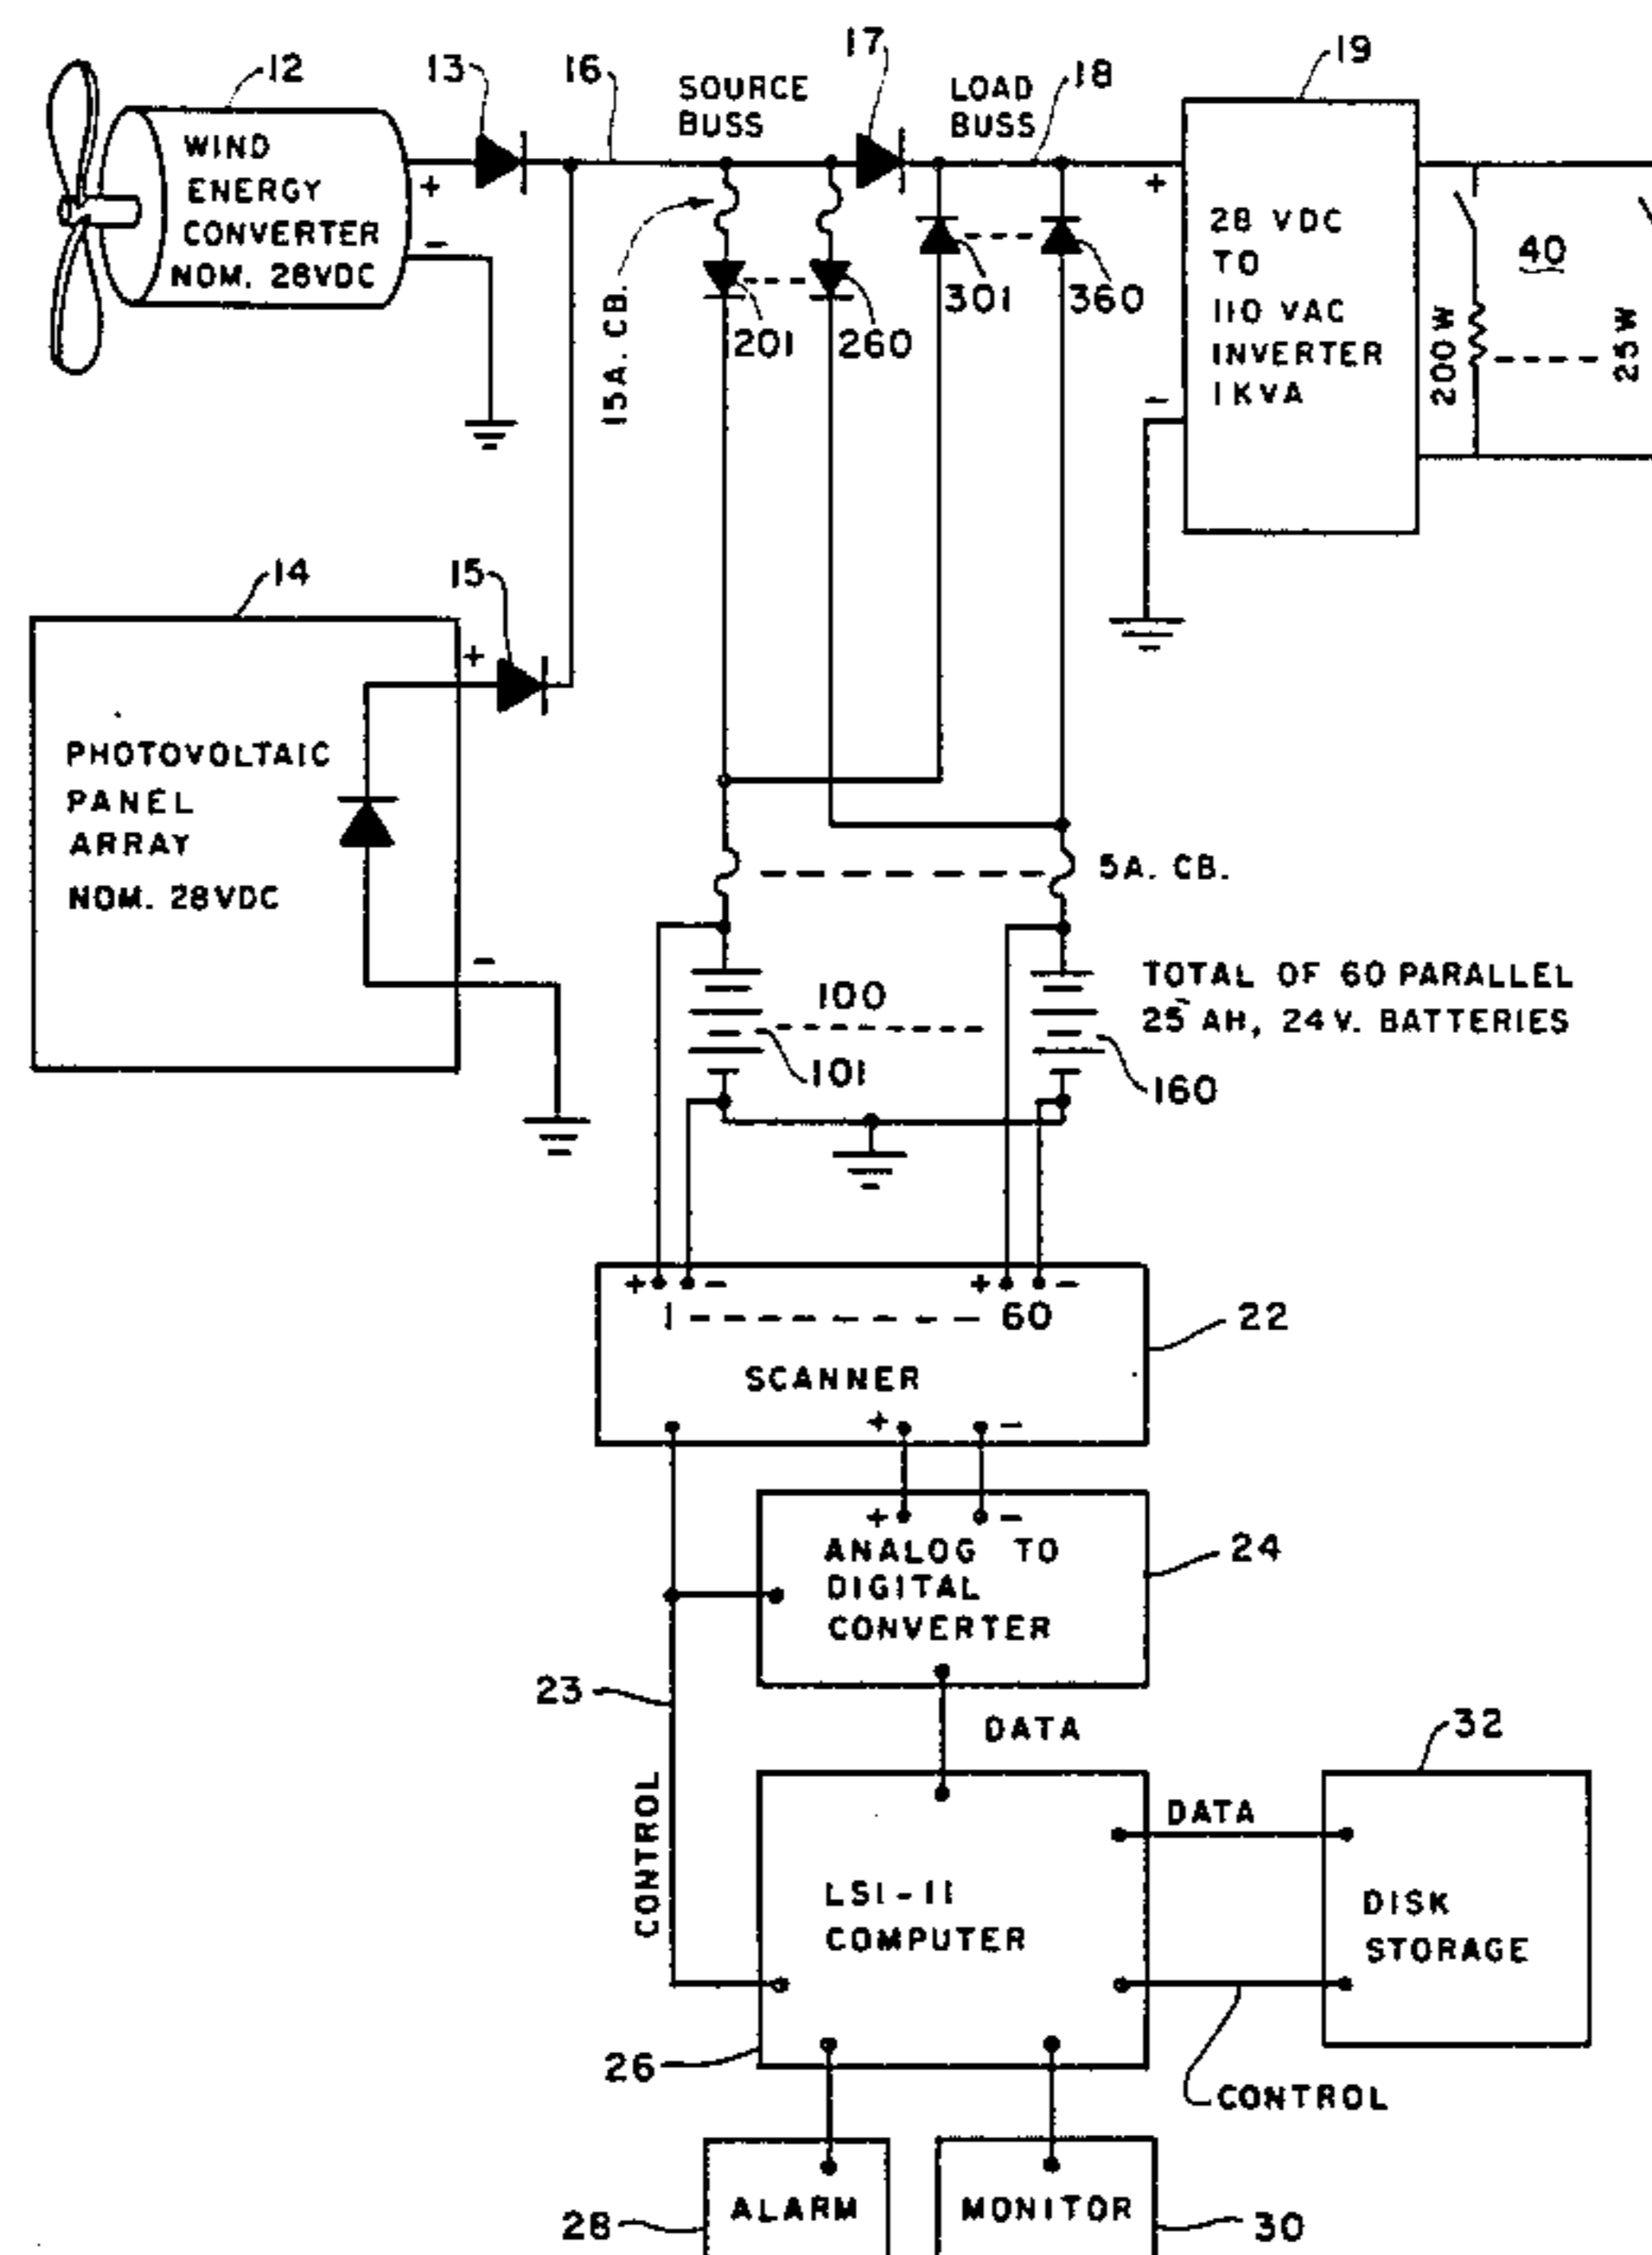 12
13
16
SOURCE
BUSS
17
LOAD
BUSS
18
19
WIND
ENERGY
CONVERTER
NOM. 28VDC
+
-
15A. CB.
201
260
301
360
+
-
28 VDC
TO
110 VAC
INVERTER
1 KVA
40
200 W
25 W
14
15
+
-
PHOTOVOLTAIC
PANEL
ARRAY
NOM. 28VDC
5A. CB.
100
101
160
TOTAL OF 60 PARALLEL
25 AH, 24 V. BATTERIES
+ - + -
1 60
SCANNER
22
+ -
+ -
ANALOG TO
DIGITAL
CONVERTER
24
23
DATA
CONTROL
LSI-11
COMPUTER
26
DATA
32
DISK
STORAGE
CONTROL
ALARM
28
MONITOR
30